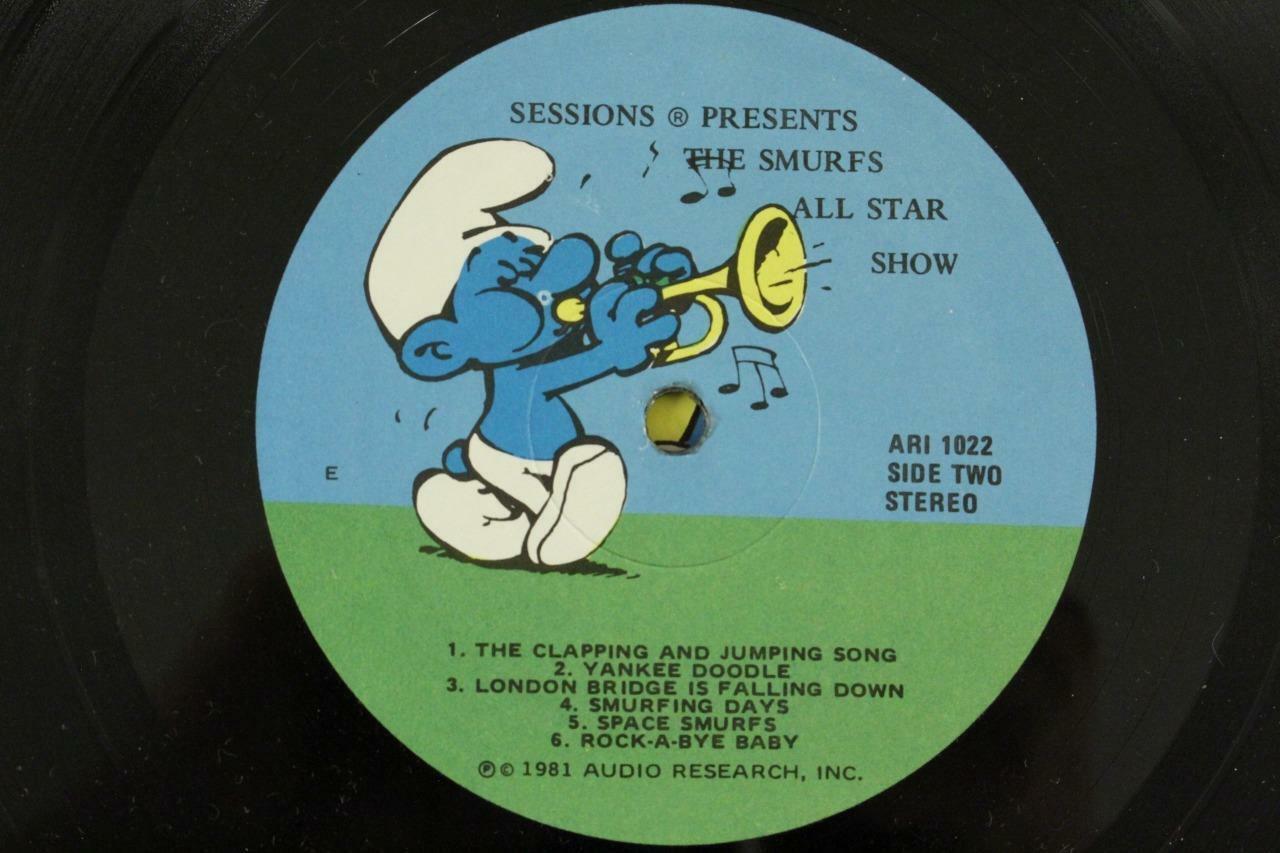 SESSIONS ® PRESENTS
THE SMURFS
ALL STAR
SHOW
ARI 1022
SIDE TWO
STEREO
E
1. THE CLAPPING AND JUMPING SONG
2. YANKEE DOODLE
3. LONDON BRIDGE IS FALLING DOWN
4. SMURFING DAYS
5. SPACE SMURFS
6. ROCK-A-BYE BABY
℗© 1981 AUDIO RESEARCH, INC.